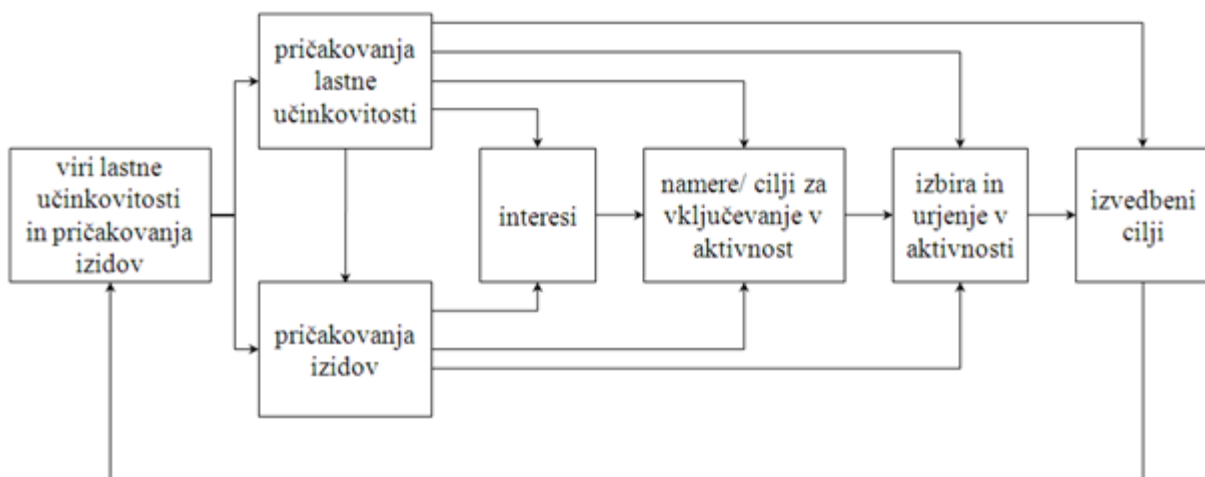 pričakovanja
lastne
učinkovitosti
viri lastne
učinkovitosti
in pričakovanja
izidov
interesi
namere/ cilji za
vključevanje v
aktivnost
izbira in
urjenje v
aktivnosti
izvedbeni
cilji
pričakovanja
izidov